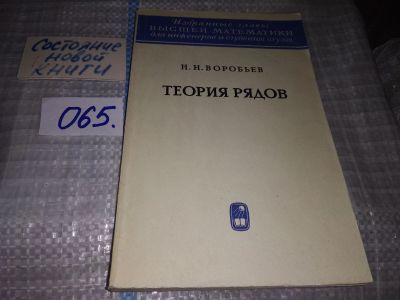 Состояние
новой
книги
065.
Избранные главы
ВЫСШЕЙ МАТЕМАТИКИ
для инженеров и студентов втузов
Н. Н. ВОРОБЬЕВ
ТЕОРИЯ РЯДОВ